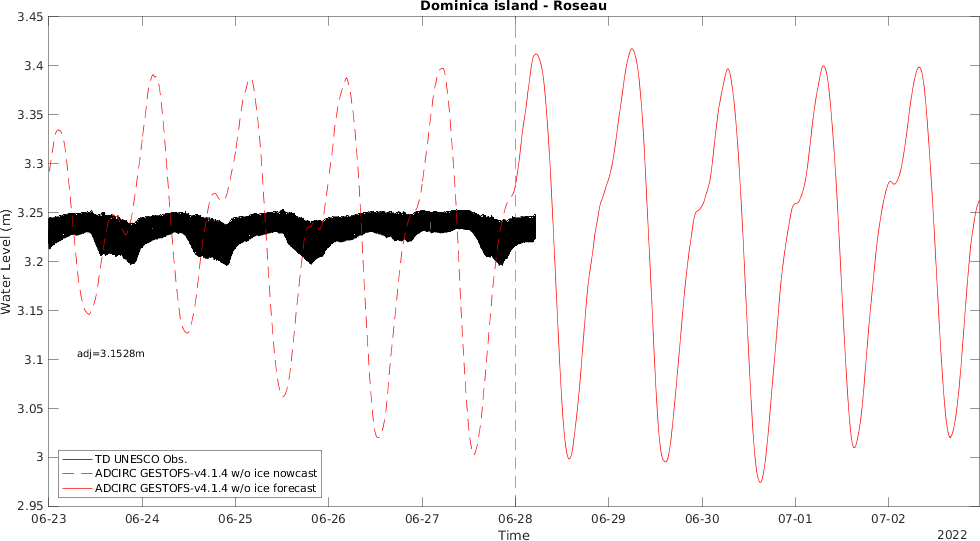 Dominica island - Roseau
3.45
3.4
3.35
3.3
3.25
3.2
3.15
3.1
3.05
3
2.95
Water Level (m)
adj=3.1528m
TD UNESCO Obs.
ADCIRC GESTOFS-v4.1.4 w/o ice nowcast
ADCIRC GESTOFS-v4.1.4 w/o ice forecast
06-23 06-24 06-25 06-26 06-27 06-28 06-29 06-30 07-01 07-02
Time
2022